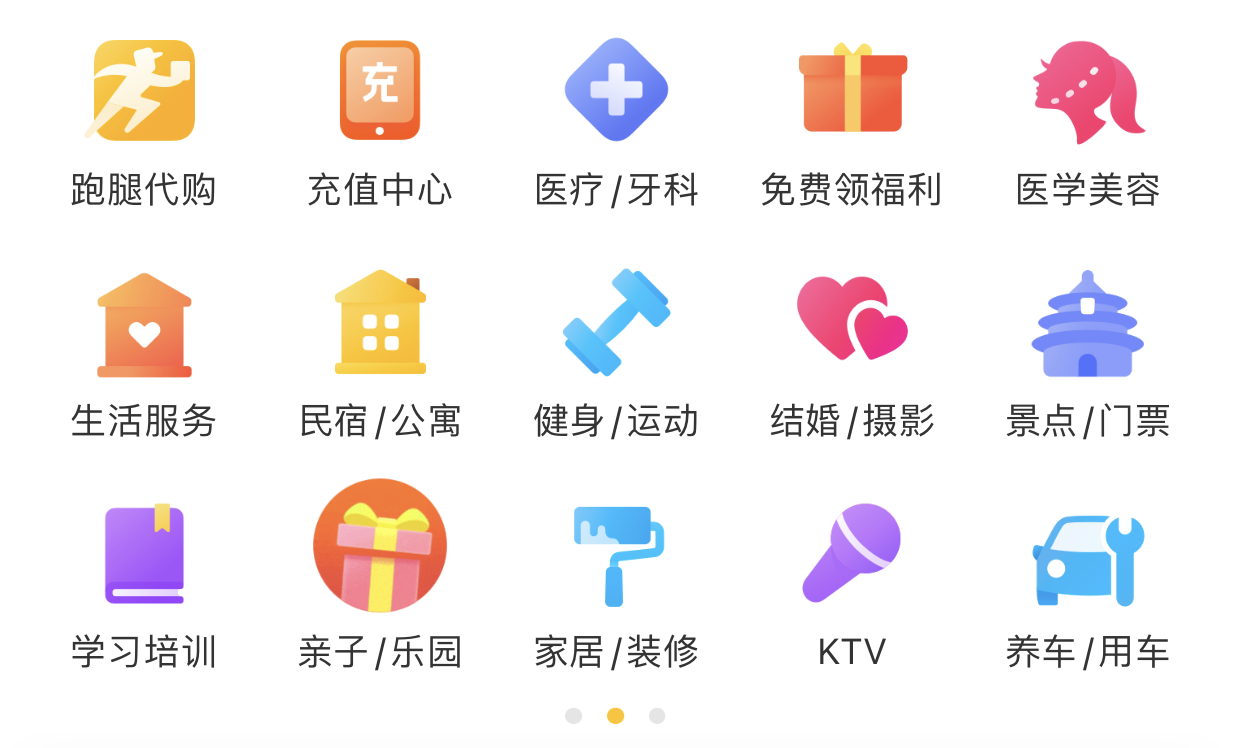 充
跑腿代购
充值中心
医疗/牙科
免费领福利
医学美容
生活服务
民宿/公寓
健身/运动
结婚/摄影
景点/门票
学习培训
亲子/乐园
家居/装修
KTV
养车/用车